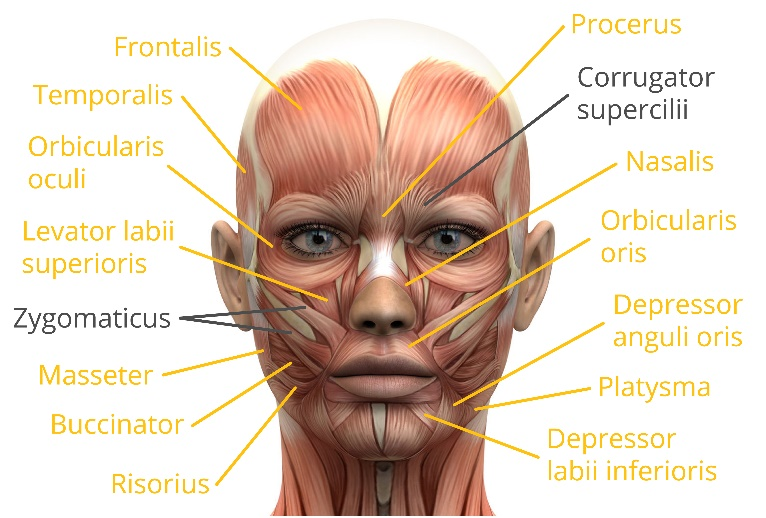 Frontalis
Temporalis
Orbicularis
oculi
Levator labii
superioris
Zygomaticus
Masseter
Buccinator
Risorius
Procerus
Corrugator
supercilii
Nasalis
Orbicularis
oris
Depressor
anguli oris
Platysma
Depressor
labii inferioris